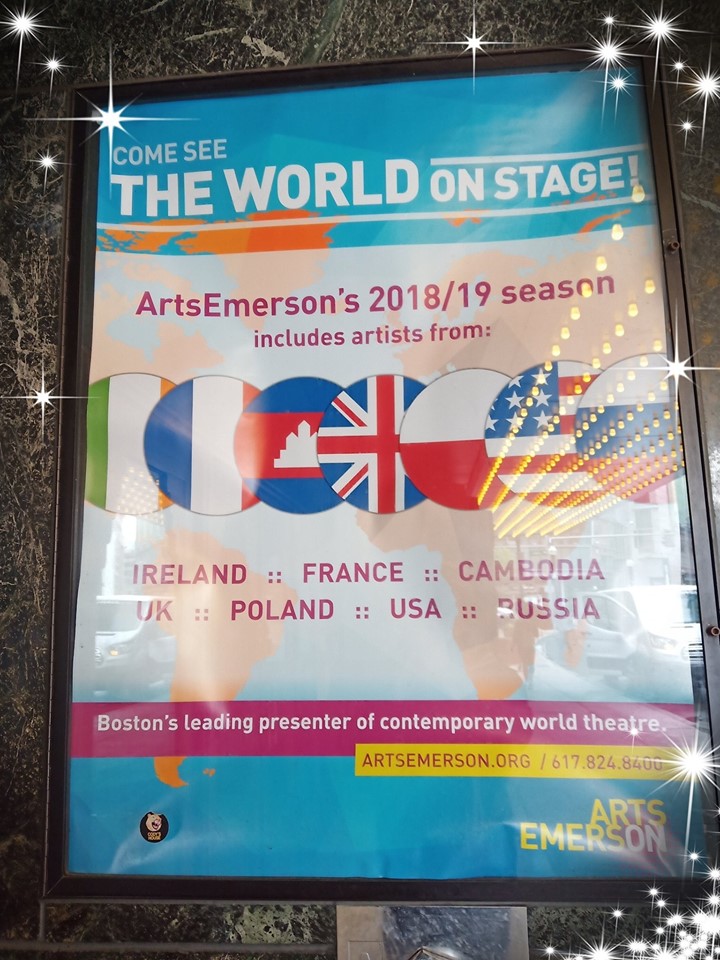 COME SEE
THE WORLD ON STAGE!
ArtsEmerson's 2018/19 season
includes artists from:
IRELAND :: FRANCE :: CAMBODIA
UK :: POLAND :: USA :: RUSSIA
Boston's leading presenter of contemporary world theatre.
ARTSEMERSON.ORG / 617.824.8400
ARTS
EMERSON